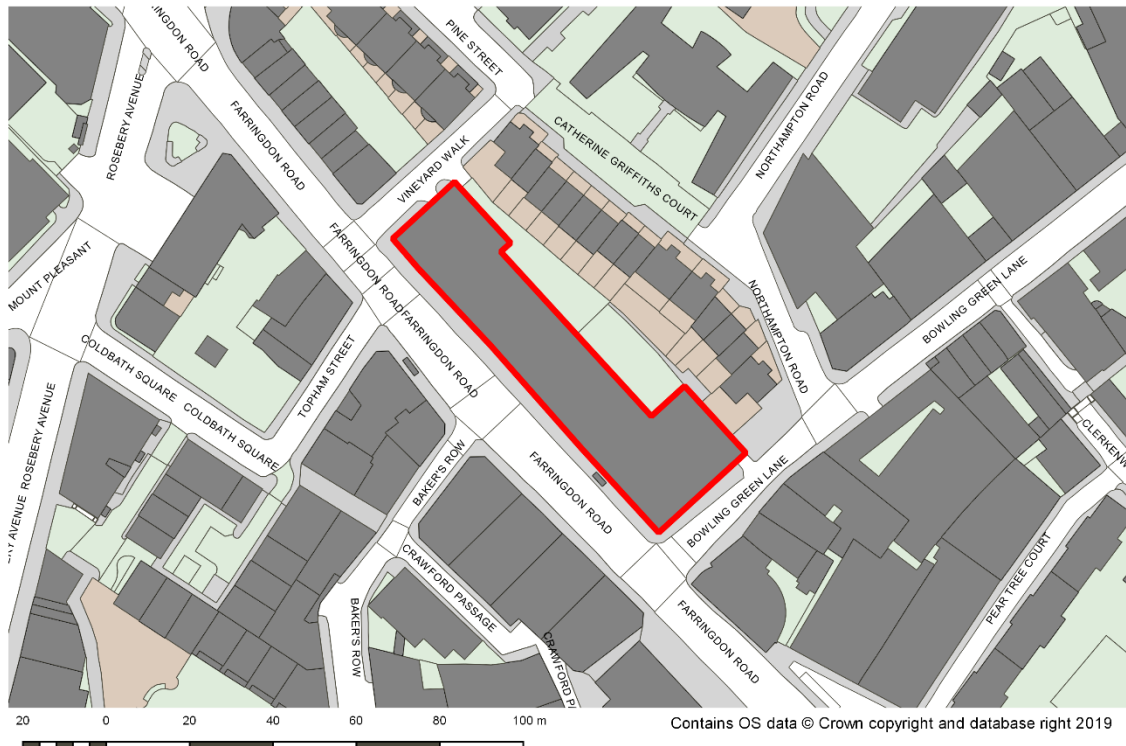 RINGDON ROAD
PINE STREET
ROSEBERY AVENUE
FARRINGDON ROAD
NORTHAMPTON ROAD
VINEYARD WALK
CATHERINE GRIFFITHS COURT
MOUNT PLEASANT
FARRINGDON ROAD
FARRINGDON ROAD
NORTHAMPTON ROAD
BOWLING GREEN LANE
COLDBATH SQUARE
COLDBATH SQUARE
TOPHAM STREET
BAKER'S ROW
FARRINGDON ROAD
BOWLING GREEN LANE
CLERKENW
RY AVENUE ROSEBERY AVENUE
CRAWFORD PASSAGE
BAKER'S ROW
CRAWFORD P
FARRINGDON ROAD
PEAR TREE COURT
20 0 20 40 60 80 100 m
Contains OS data © Crown copyright and database right 2019